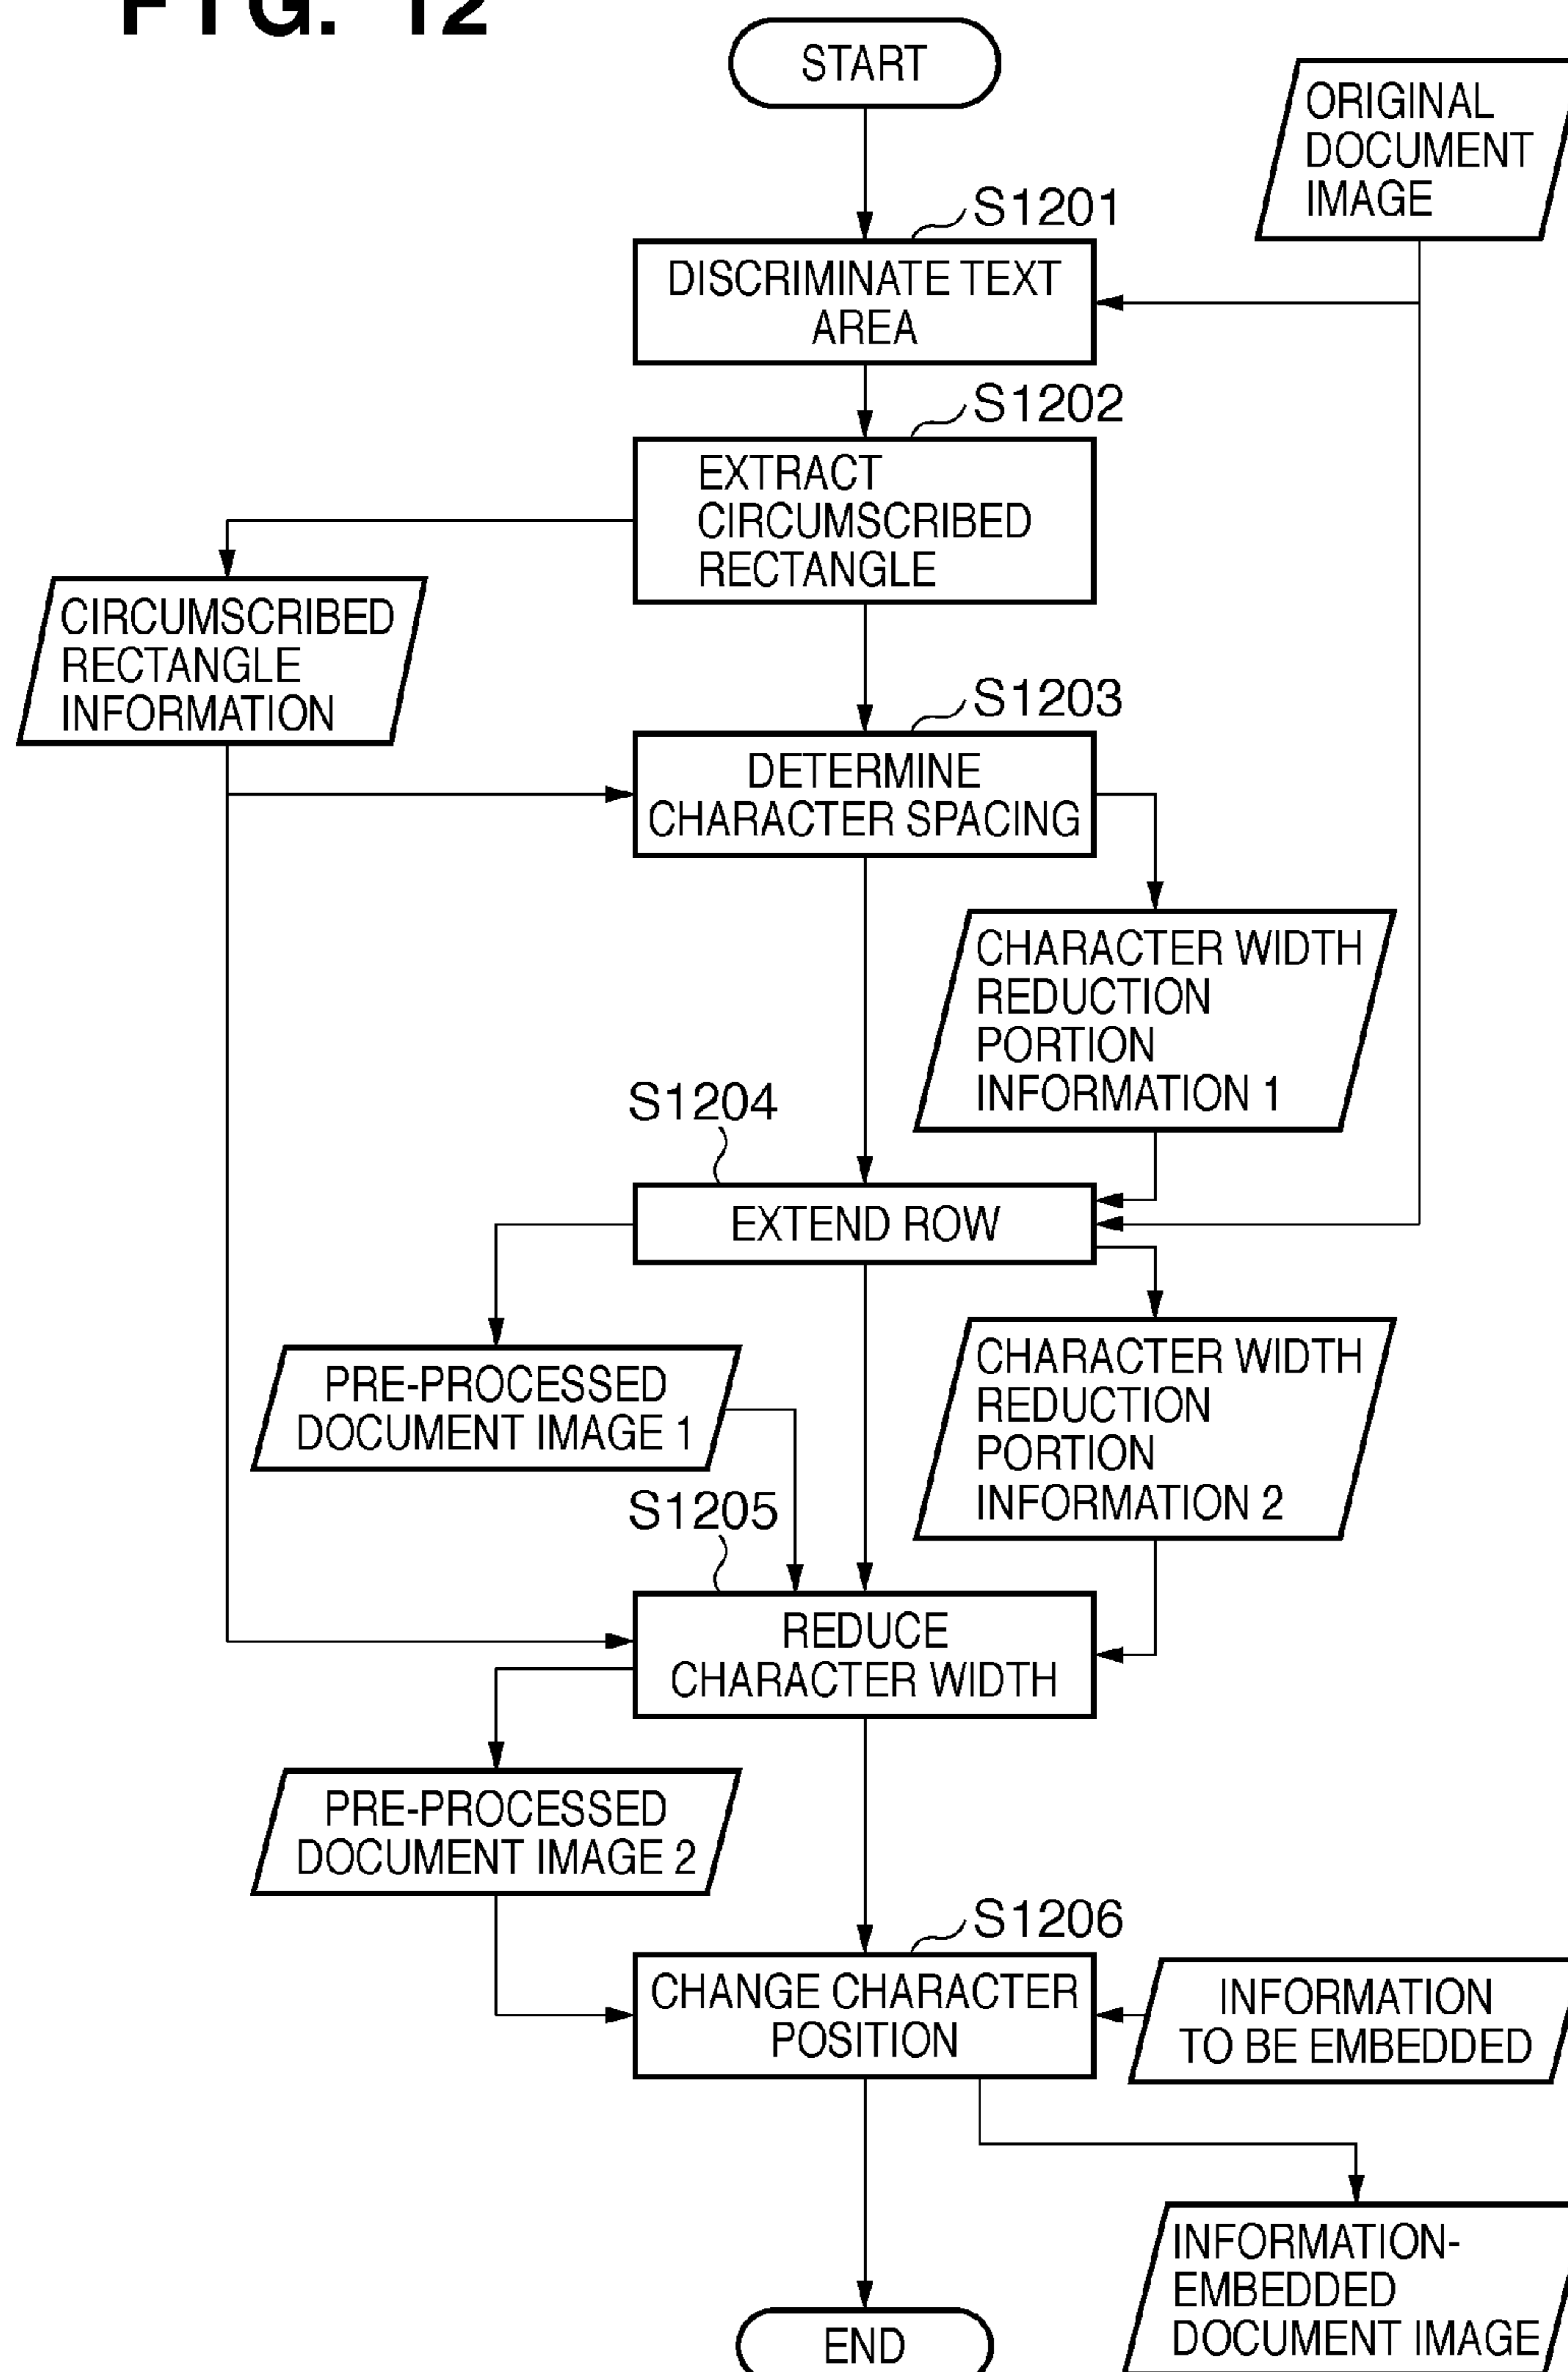 FIG. 12
START
ORIGINAL
DOCUMENT
IMAGE
S1201
DISCRIMINATE TEXT
AREA
S1202
EXTRACT
CIRCUMSCRIBED
RECTANGLE
CIRCUMSCRIBED
RECTANGLE
INFORMATION
S1203
DETERMINE
CHARACTER SPACING
CHARACTER WIDTH
REDUCTION
PORTION
INFORMATION 1
S1204
EXTEND ROW
PRE-PROCESSED
DOCUMENT IMAGE 1
CHARACTER WIDTH
REDUCTION
PORTION
INFORMATION 2
S1205
REDUCE
CHARACTER WIDTH
PRE-PROCESSED
DOCUMENT IMAGE 2
S1206
CHANGE CHARACTER
POSITION
INFORMATION
TO BE EMBEDDED
INFORMATION-
EMBEDDED
DOCUMENT IMAGE
END